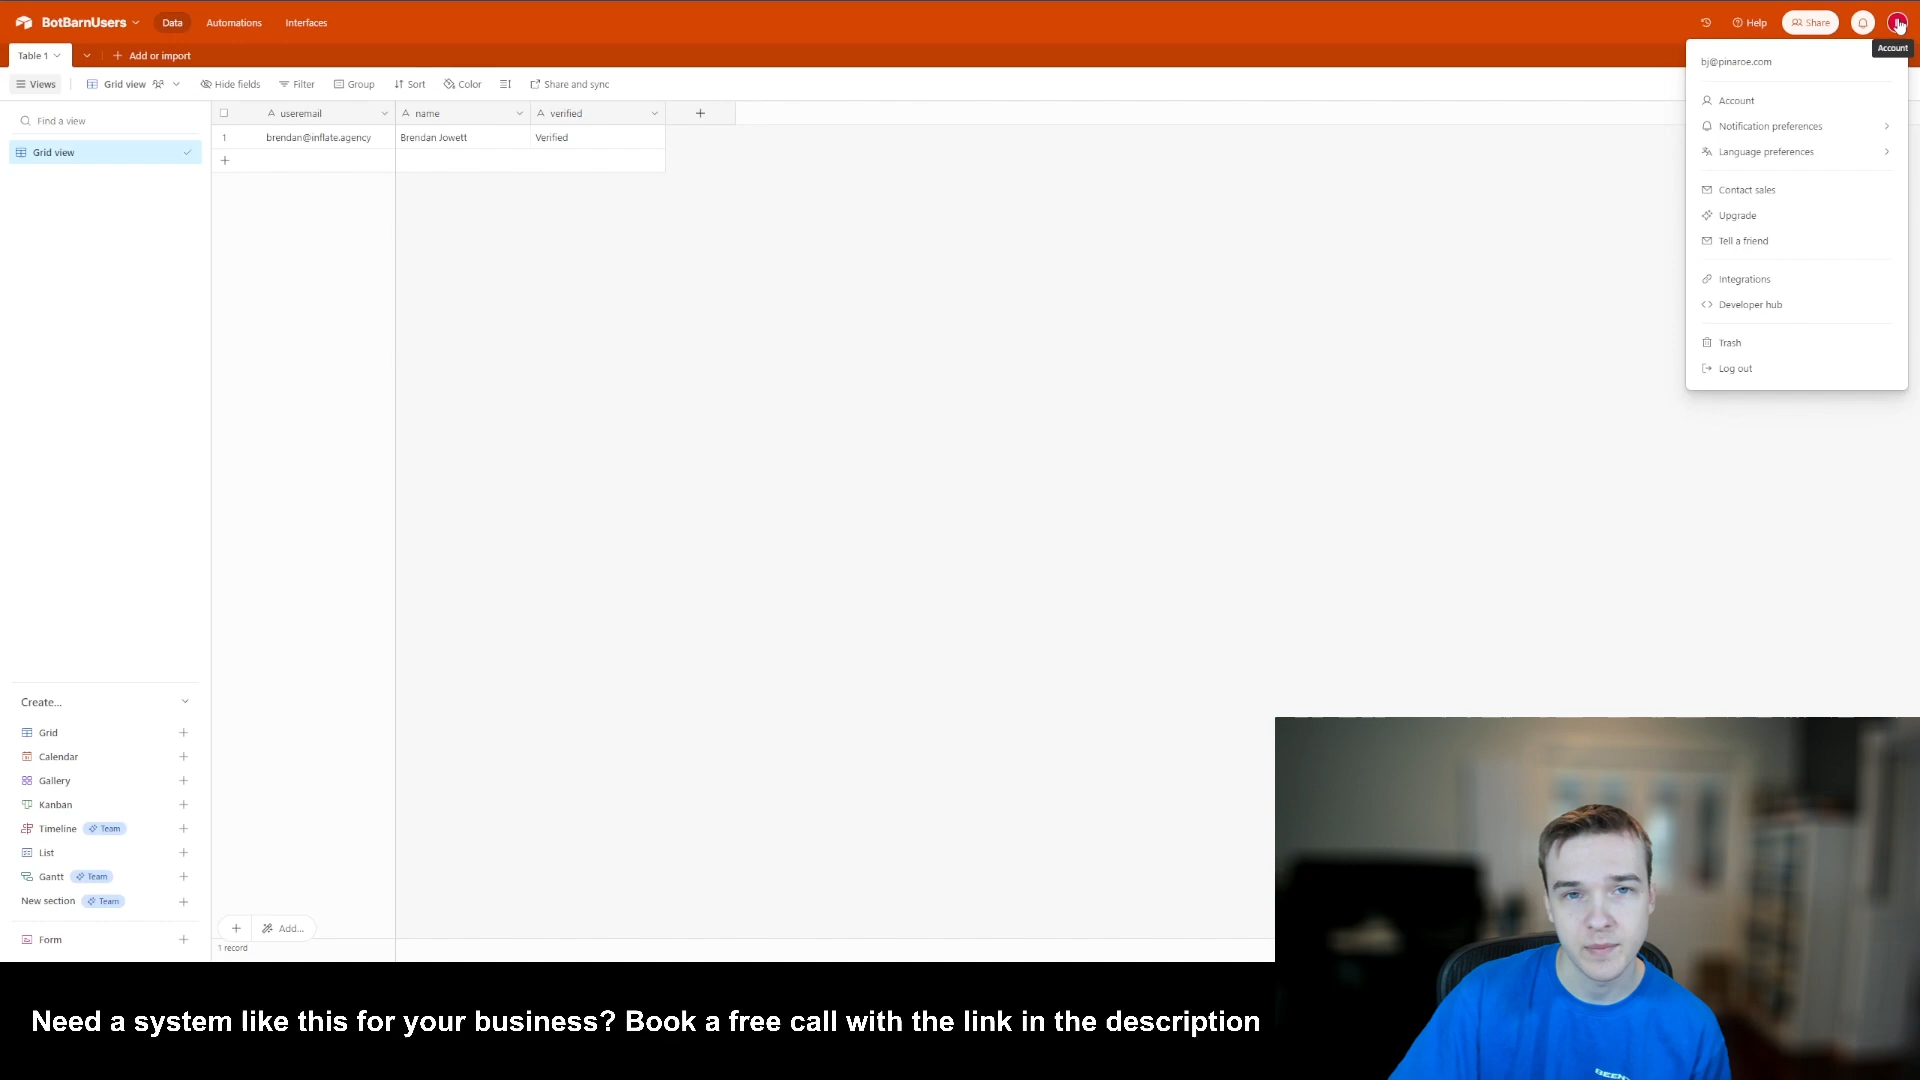 BotBarnUsers
Data
Automations
Interfaces
Help
Share
Table 1
Add or import
Account
Views
Grid view
Hide fields
Filter
Group
Sort
Color
Share and sync
bj@pinaroe.com
Account
Notification preferences
Language preferences
Contact sales
Upgrade
Tell a friend
Integrations
Developer hub
Trash
Log out
Find a view
Grid view
useremail
name
verified
1
brendan@inflate.agency
Brendan Jowett
Verified
Create...
Grid
Calendar
Gallery
Kanban
Timeline
Team
List
Gantt
Team
New section
Team
Form
Add...
1 record
Need a system like this for your business? Book a free call with the link in the description